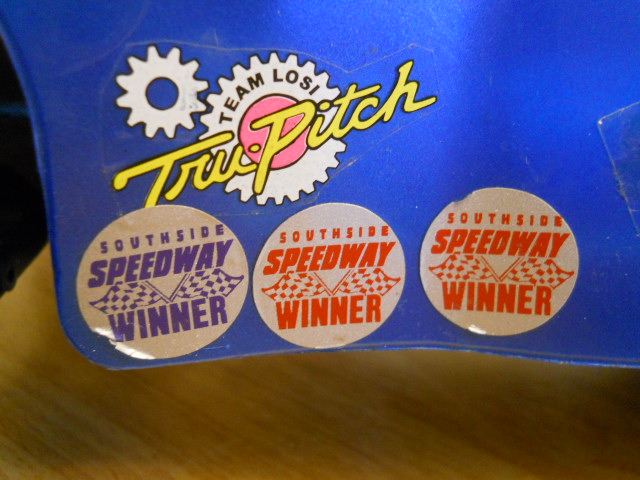 TEAM LOSI
Tru-Pitch
SOUTHSIDE
SPEEDWAY
WINNER
SOUTHSIDE
SPEEDWAY
WINNER
SOUTHSIDE
SPEEDWAY
WINNER